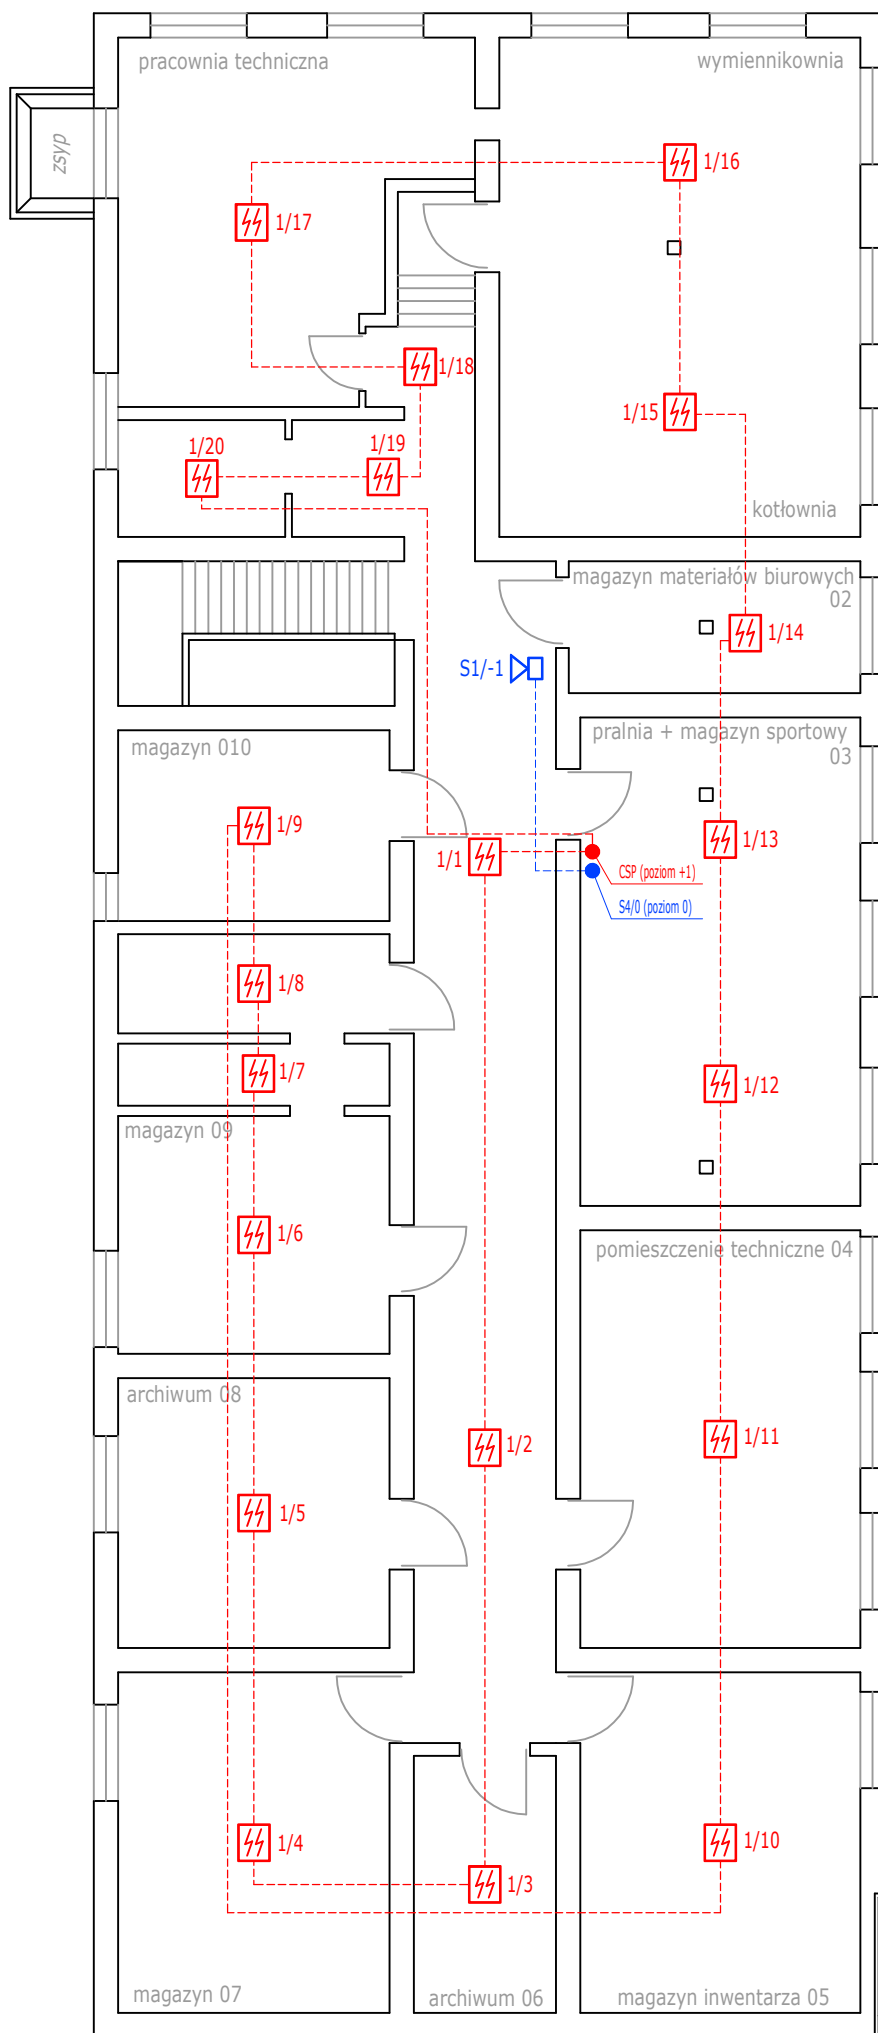 pracownia techniczna
wymiennikownia
zsyp
1/16
1/17
1/18
1/15
1/20
1/19
kotłownia
magazyn materiałów biurowych
02
1/14
S1/-1
pralnia + magazyn sportowy
03
magazyn 010
1/9
1/13
1/1
CSP (poziom +1)
S4/0 (poziom 0)
1/8
1/7
1/12
magazyn 09
1/6
pomieszczenie techniczne 04
archiwum 08
1/11
1/2
1/5
1/4
1/10
1/3
magazyn 07
archiwum 06
magazyn inwentarza 05